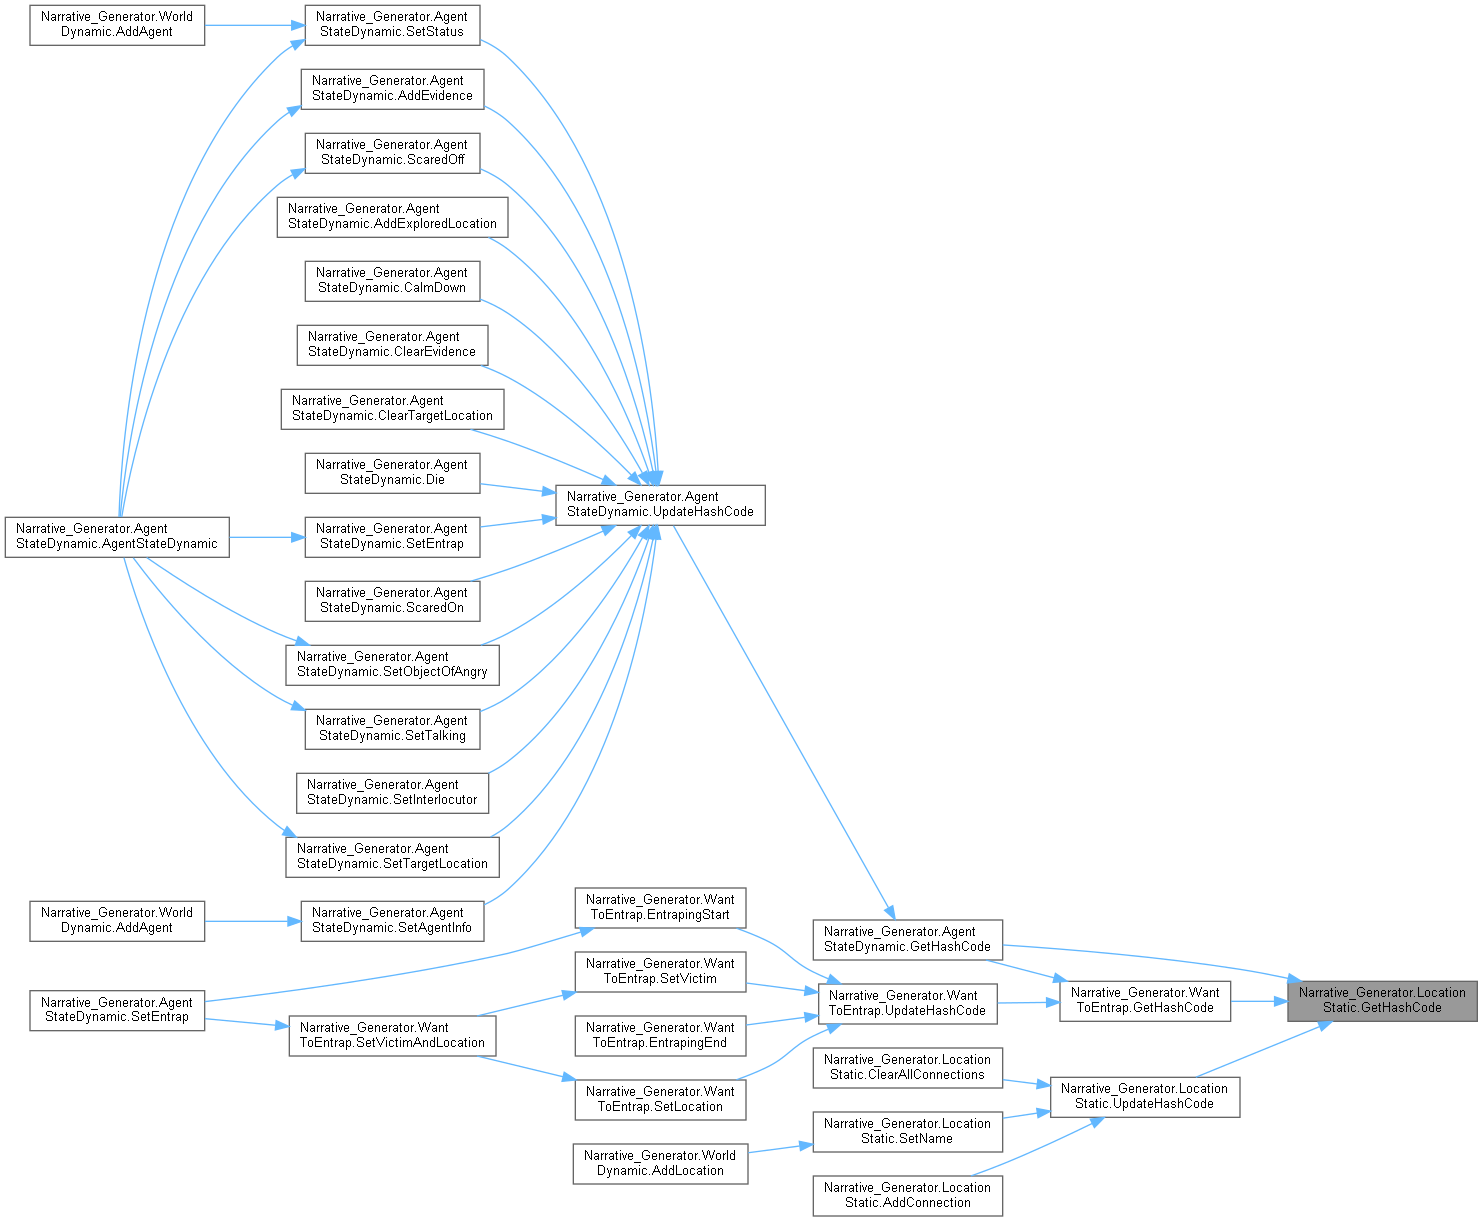 Narrative_Generator.World
Dynamic.AddAgent
Narrative_Generator.Agent
StateDynamic.SetStatus
Narrative_Generator.Agent
StateDynamic.AddEvidence
Narrative_Generator.Agent
StateDynamic.ScaredOff
Narrative_Generator.Agent
StateDynamic.AddExploredLocation
Narrative_Generator.Agent
StateDynamic.CalmDown
Narrative_Generator.Agent
StateDynamic.ClearEvidence
Narrative_Generator.Agent
StateDynamic.ClearTargetLocation
Narrative_Generator.Agent
StateDynamic.Die
Narrative_Generator.Agent
StateDynamic.UpdateHashCode
Narrative_Generator.Agent
StateDynamic.AgentStateDynamic
Narrative_Generator.Agent
StateDynamic.SetEntrap
Narrative_Generator.Agent
StateDynamic.ScaredOn
Narrative_Generator.Agent
StateDynamic.SetObjectOfAngry
Narrative_Generator.Agent
StateDynamic.SetTalking
Narrative_Generator.Agent
StateDynamic.SetInterlocutor
Narrative_Generator.Agent
StateDynamic.SetTargetLocation
Narrative_Generator.World
Dynamic.AddAgent
Narrative_Generator.Agent
StateDynamic.SetAgentInfo
Narrative_Generator.Want
ToEntrap.EntrapingStart
Narrative_Generator.Agent
StateDynamic.GetHashCode
Narrative_Generator.Want
ToEntrap.SetVictim
Narrative_Generator.Agent
StateDynamic.SetEntrap
Narrative_Generator.Want
ToEntrap.UpdateHashCode
Narrative_Generator.Want
ToEntrap.GetHashCode
Narrative_Generator.Location
Static.GetHashCode
Narrative_Generator.Want
ToEntrap.SetVictimAndLocation
Narrative_Generator.Want
ToEntrap.EntrapingEnd
Narrative_Generator.Location
Static.ClearAllConnections
Narrative_Generator.Want
ToEntrap.SetLocation
Narrative_Generator.Location
Static.UpdateHashCode
Narrative_Generator.Location
Static.SetName
Narrative_Generator.World
Dynamic.AddLocation
Narrative_Generator.Location
Static.AddConnection